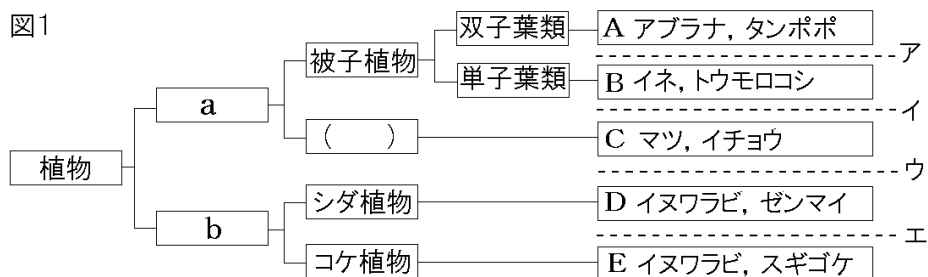 図1
双子葉類
A アブラナ, タンポポ
ア
被子植物
単子葉類
B イネ, トウモロコシ
a
イ
(　　)
C マツ, イチョウ
植物
ウ
シダ植物
D イヌワラビ, ゼンマイ
b
エ
コケ植物
E イヌワラビ, スギゴケ